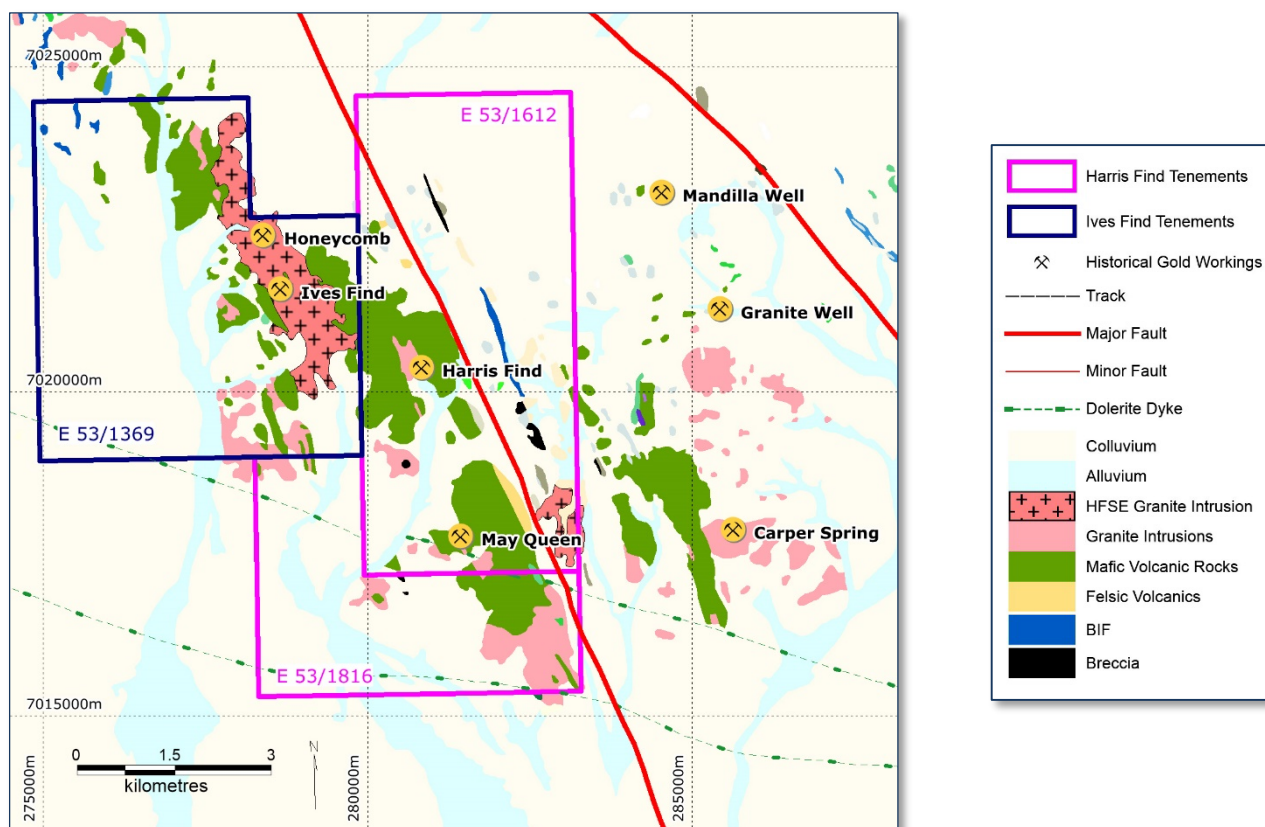 7025000m
E 53/1612
Mandilla Well
Honeycomb
Ives Find
Granite Well
Harris Find
7020000m
E 53/1369
May Queen
Carper Spring
E 53/1816
7015000m
0 1.5 3
kilometres
N
275000m
280000m
285000m
Harris Find Tenements
Ives Find Tenements
Historical Gold Workings
Track
Major Fault
Minor Fault
Dolerite Dyke
Colluvium
Alluvium
HFSE Granite Intrusion
Granite Intrusions
Mafic Volcanic Rocks
Felsic Volcanics
BIF
Breccia